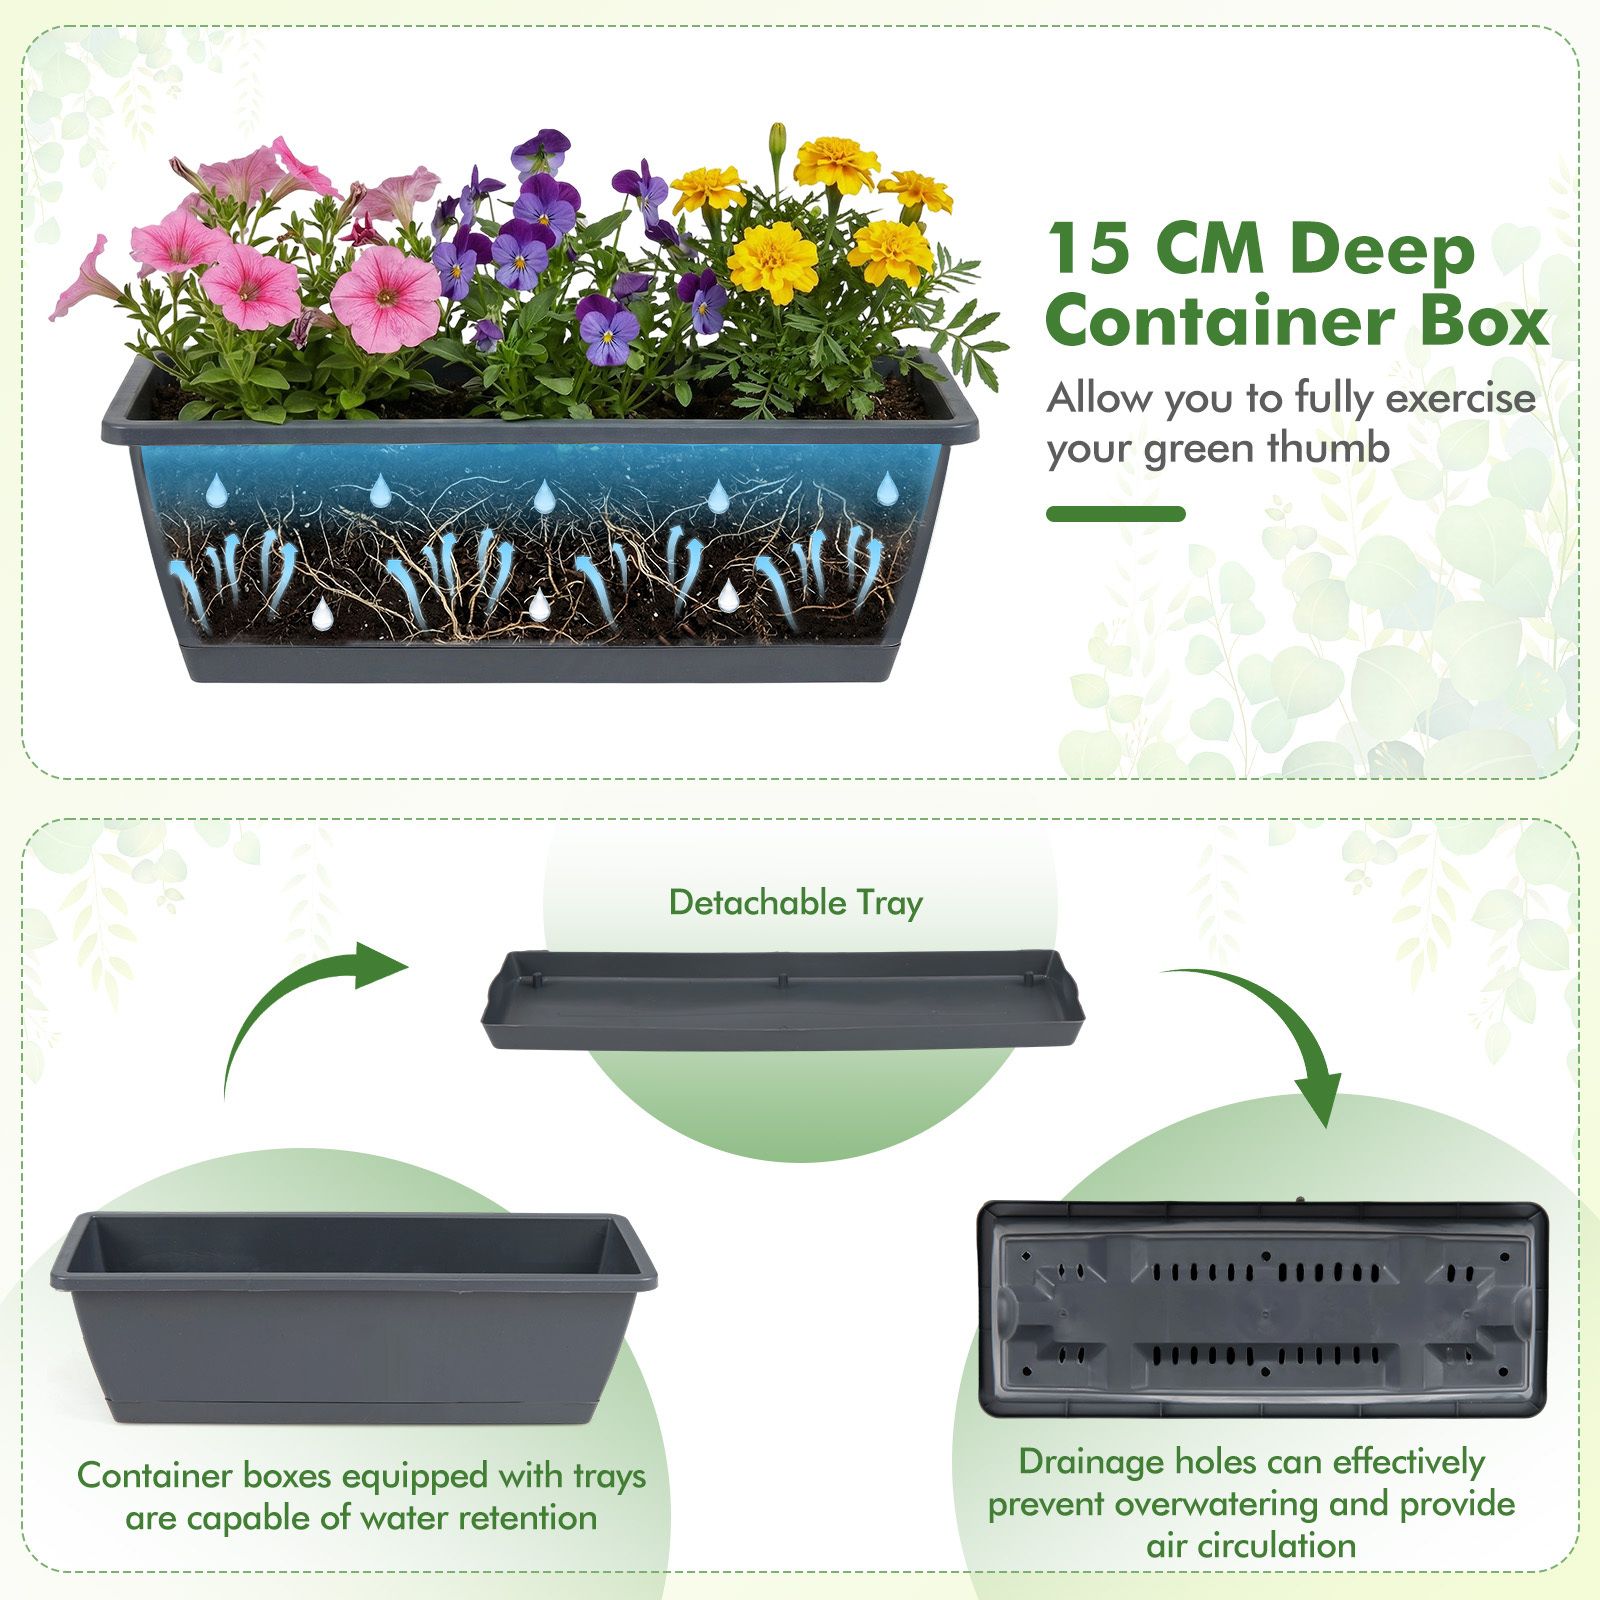 15 CM Deep
Container Box
Allow you to fully exercise
your green thumb
Detachable Tray
Container boxes equipped with trays
are capable of water retention
Drainage holes can effectively
prevent overwatering and provide
air circulation